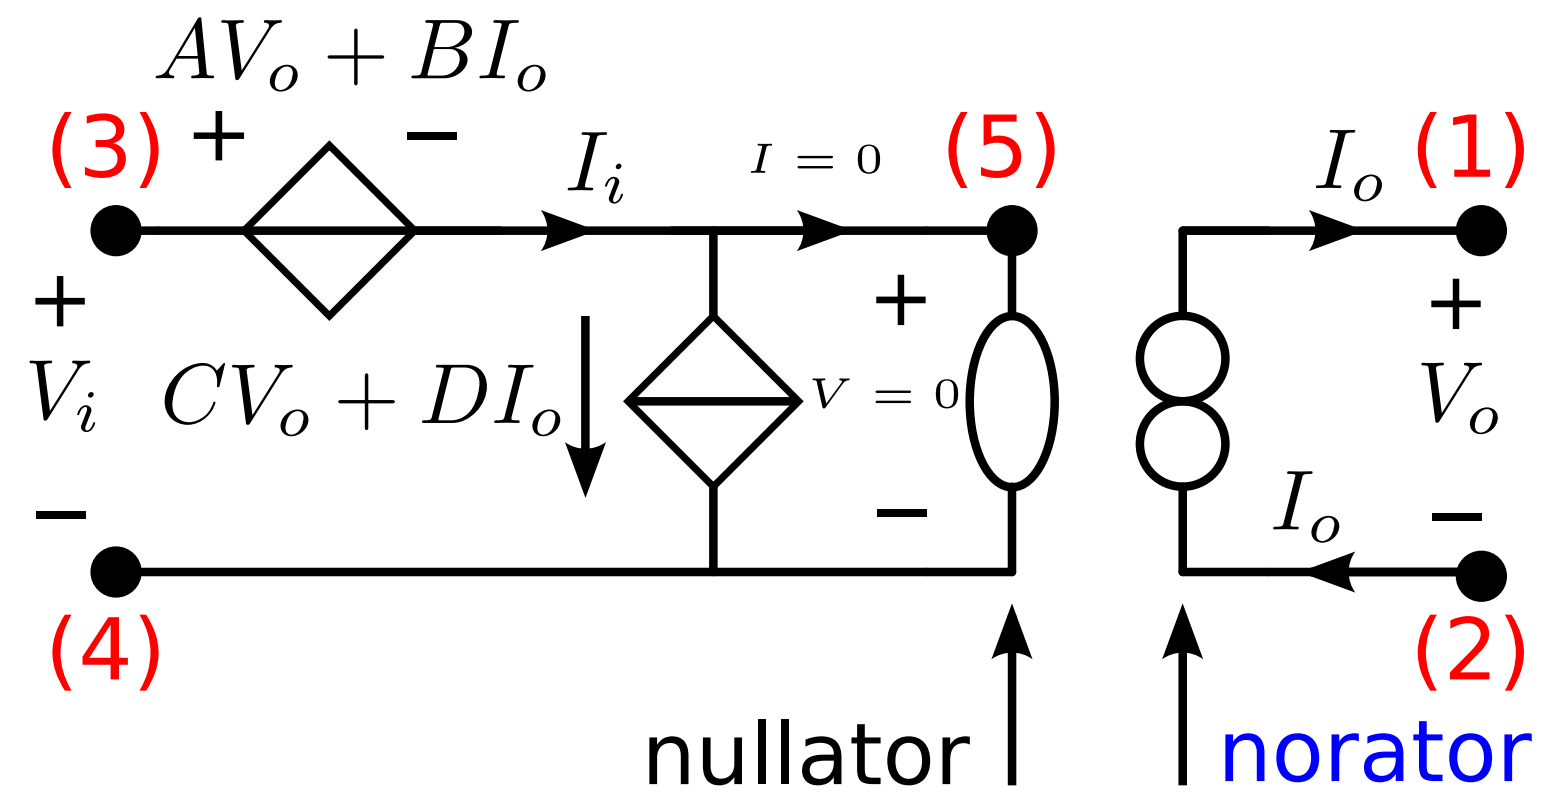 AV_o + BI_o
(3) + − I_i I = 0 (5) I_o (1)
+ + +
V_i CV_o + DI_o V = 0 V_o
− − I_o −
(4) (2)
nullator norator